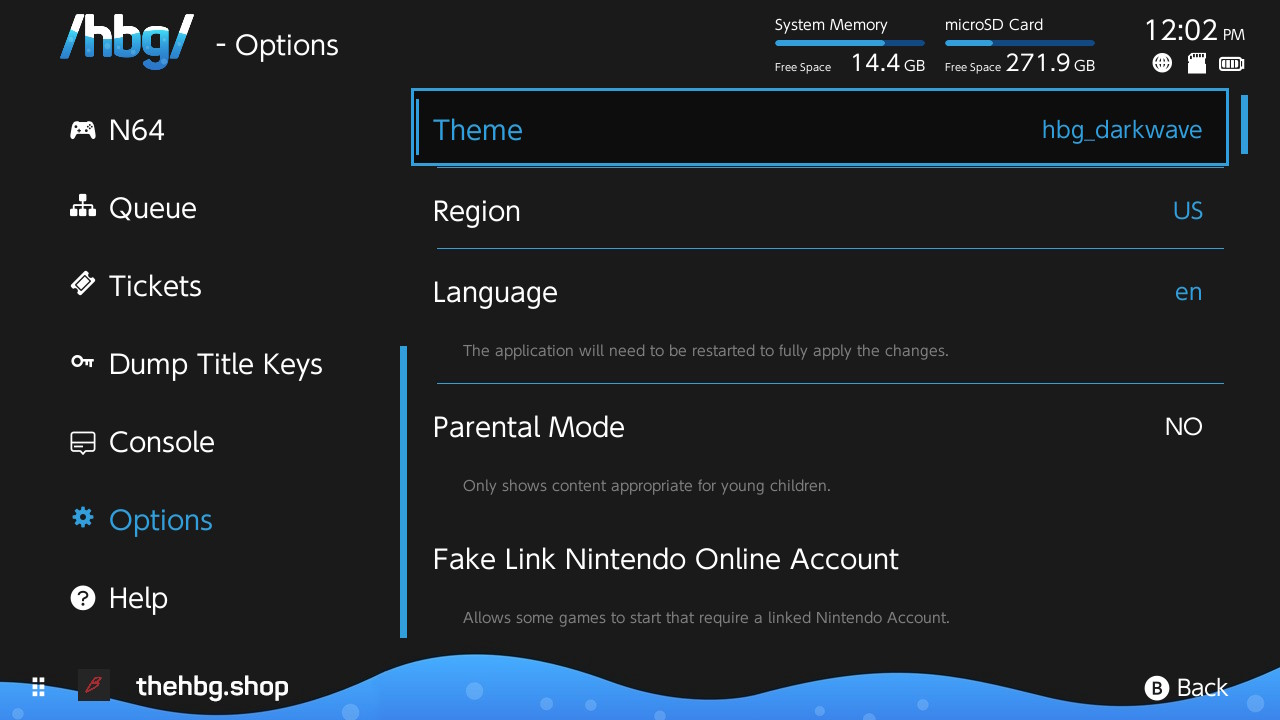 /hbg/ - Options
System Memory
Free Space 14.4 GB
microSD Card
Free Space 271.9 GB
12:02 PM
N64
Queue
Tickets
Dump Title Keys
Console
Options
Help
Theme hbg_darkwave
Region US
Language en
The application will need to be restarted to fully apply the changes.
Parental Mode NO
Only shows content appropriate for young children.
Fake Link Nintendo Online Account
Allows some games to start that require a linked Nintendo Account.
thehbg.shop
B Back